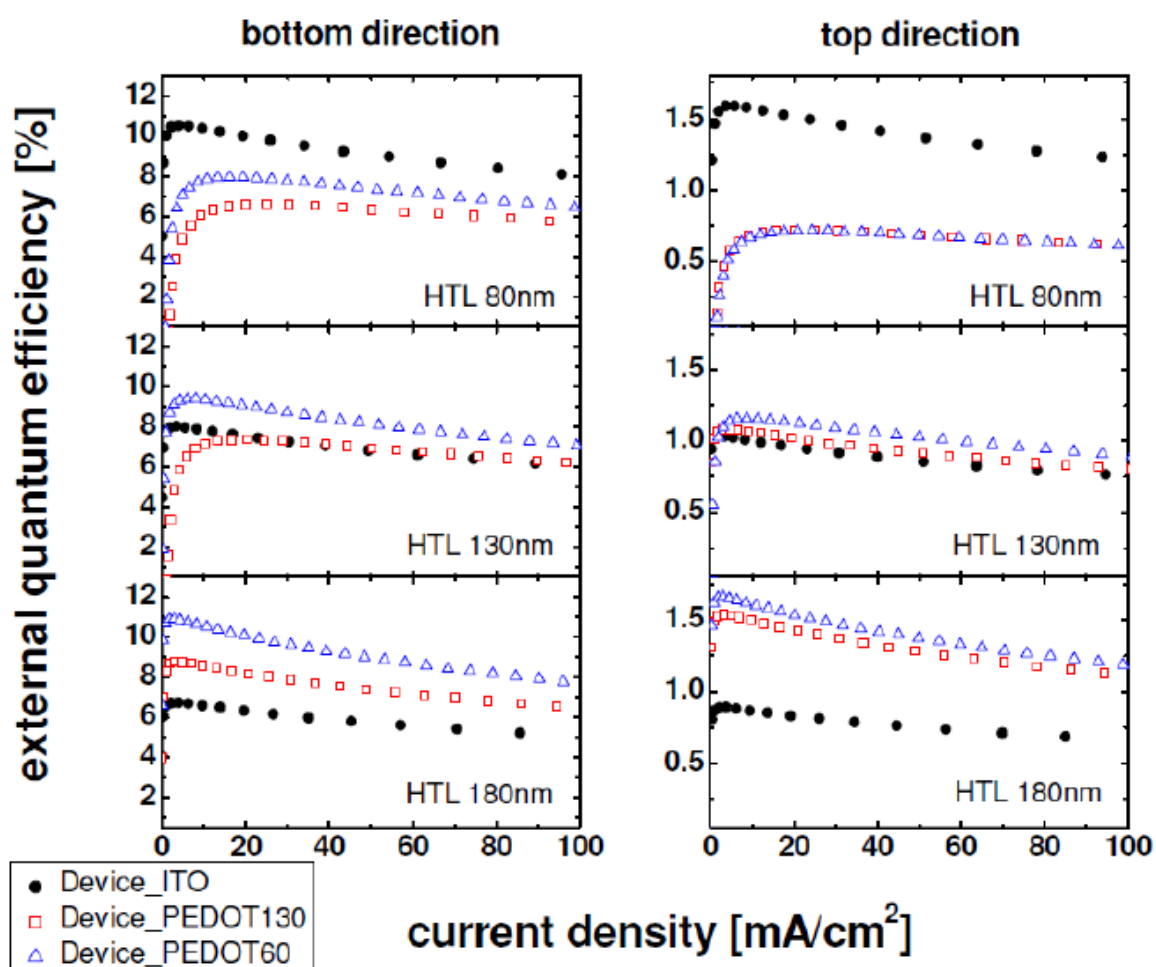 bottom direction
top direction
external quantum efficiency [%]
12
10
8
6
4
2
HTL 80nm
1.5
1.0
0.5
HTL 80nm
12
10
8
6
4
2
HTL 130nm
1.5
1.0
0.5
HTL 130nm
12
10
8
6
4
2
HTL 180nm
1.5
1.0
0.5
HTL 180nm
0 20 40 60 80 100
0 20 40 60 80 100
Device_ITO
Device_PEDOT130
Device_PEDOT60
current density [mA/cm²]